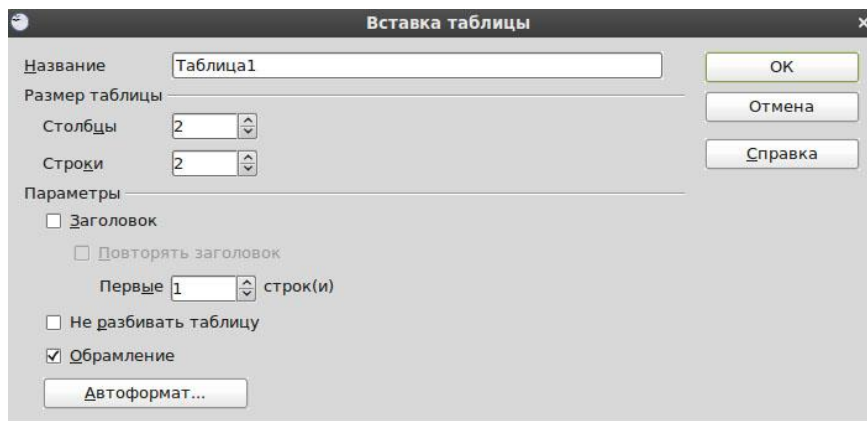 Вставка таблицы
Название Таблица1
Размер таблицы
Столбцы 2
Строки 2
Параметры
Заголовок
Повторять заголовок
Первые 1 строк(и)
Не разбивать таблицу
Обрамление
Автоформат...
ОК
Отмена
Справка